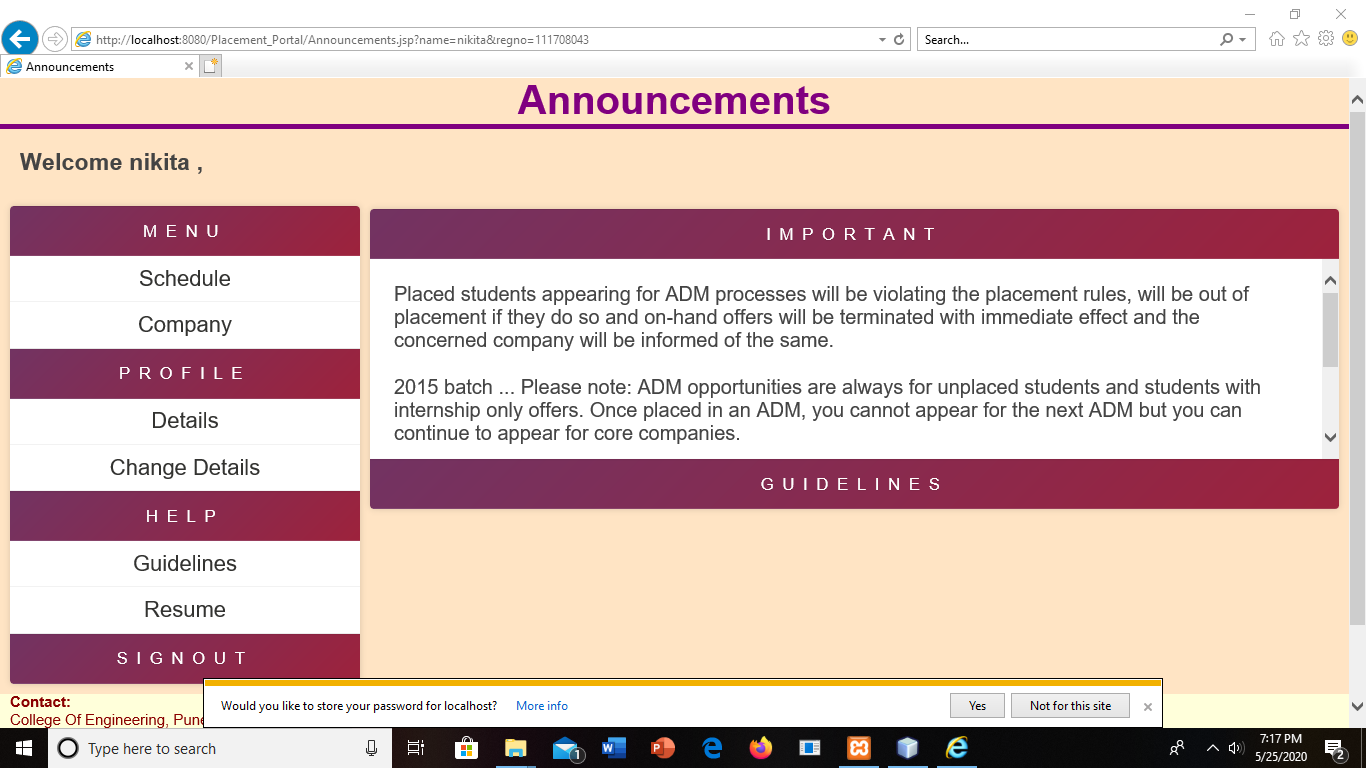 http://localhost:8080/Placement_Portal/Announcements.jsp?name=nikita&regno=111708043
Search...
Announcements
Announcements
Welcome nikita ,
MENU
Schedule
Company
PROFILE
Details
Change Details
HELP
Guidelines
Resume
SIGNOUT
IMPORTANT
Placed students appearing for ADM processes will be violating the placement rules, will be out of
placement if they do so and on-hand offers will be terminated with immediate effect and the
concerned company will be informed of the same.
2015 batch ... Please note: ADM opportunities are always for unplaced students and students with
internship only offers. Once placed in an ADM, you cannot appear for the next ADM but you can
continue to appear for core companies.
GUIDELINES
Contact:
College Of Engineering, Pune
Would you like to store your password for localhost? More info
Yes
Not for this site
Type here to search
1
7:17 PM
5/25/2020
2